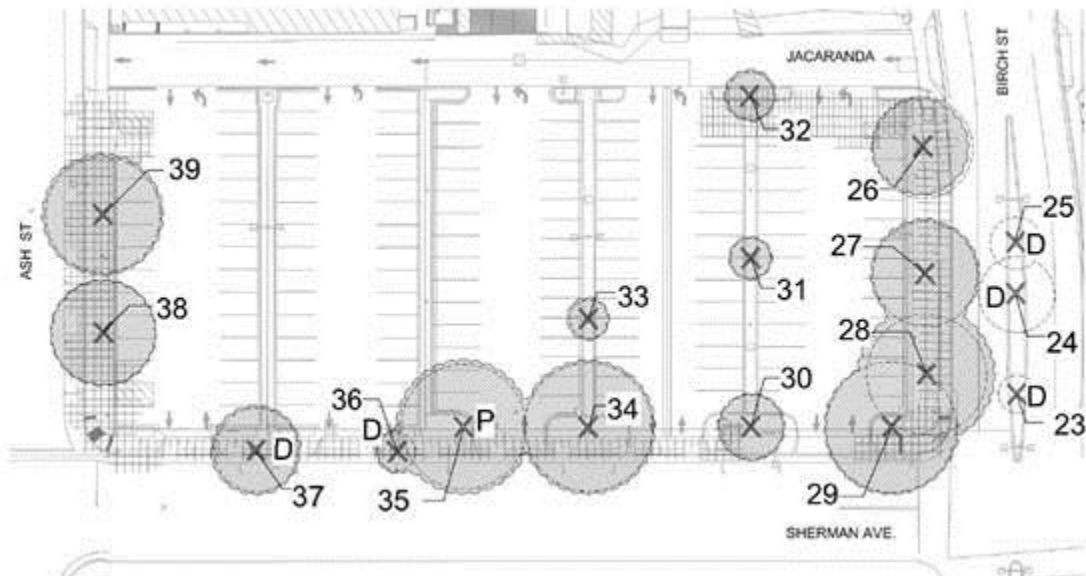 JACARANDA
BIRCH ST
32
39
26
25
D
ASH ST
27
31
33
D
24
38
28
30
36
34
D
P
D
23
D
37
35
29
SHERMAN AVE.